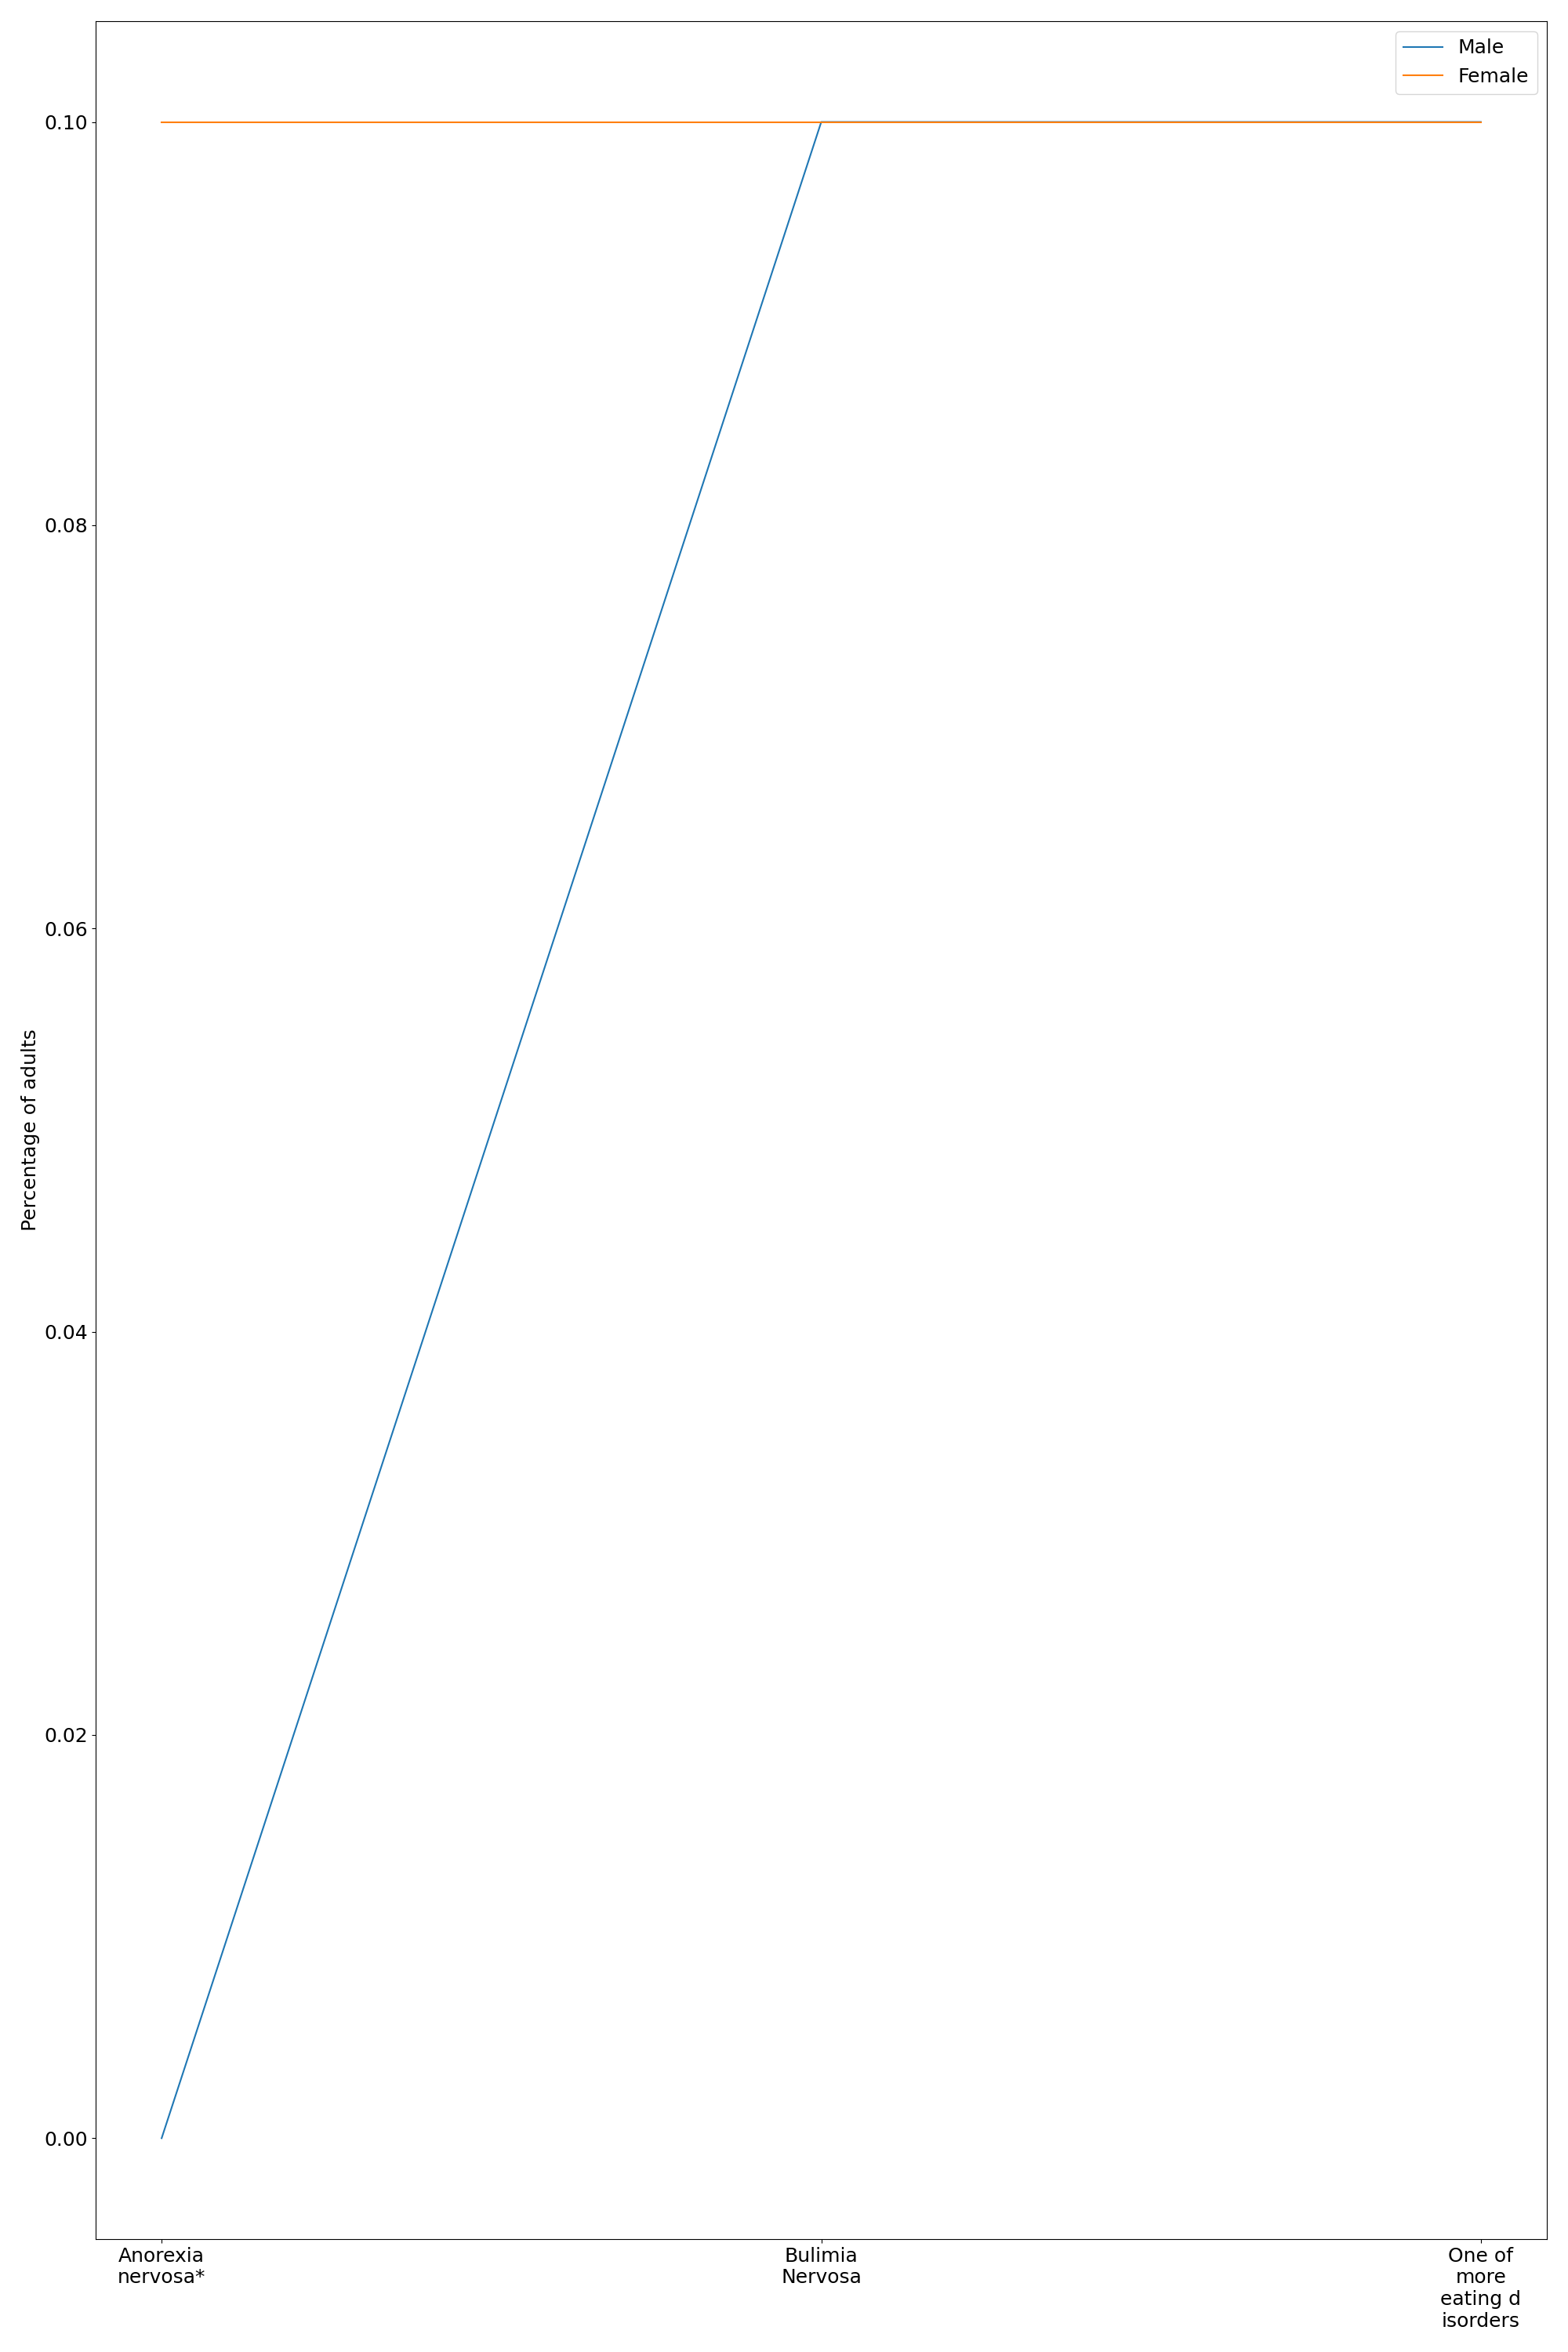 Male
Female
0.10
0.08
0.06
0.04
0.02
0.00
Percentage of adults
Anorexia
nervosa*
Bulimia
Nervosa
One of
more
eating d
isorders